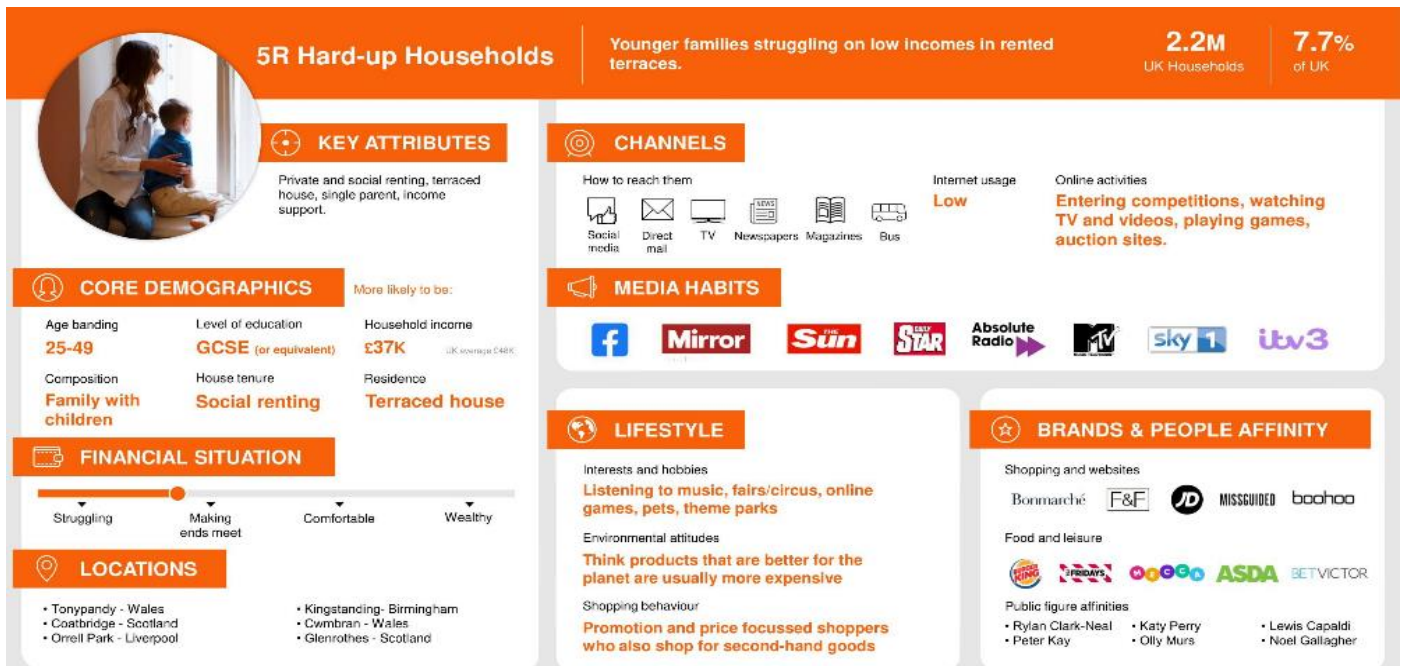 5R Hard-up Households
Younger families struggling on low incomes in rented
terraces.
2.2M
UK Households
7.7%
of UK
KEY ATTRIBUTES
Private and social renting, terraced
house, single parent, income
support.
CORE DEMOGRAPHICS
More likely to be:
Age banding
25-49
Level of education
GCSE (or equivalent)
Household income
£37K
UK average £48K
Composition
Family with
children
House tenure
Social renting
Residence
Terraced house
FINANCIAL SITUATION
Struggling
Making
ends meet
Comfortable
Wealthy
LOCATIONS
• Tonypandy - Wales
• Coatbridge - Scotland
• Orrell Park - Liverpool
• Kingstanding- Birmingham
• Cwmbran - Wales
• Glenrothes - Scotland
CHANNELS
How to reach them
NEWS
Social
media
Direct
mail
TV
Newspapers
Magazines
Bus
Internet usage
Low
Online activities
Entering competitions, watching
TV and videos, playing games,
auction sites.
MEDIA HABITS
f
Mirror
THE
Sun
DAILY
STAR
Absolute
Radio
MTV
sky 1
itv3
LIFESTYLE
Interests and hobbies
Listening to music, fairs/circus, online
games, pets, theme parks
Environmental attitudes
Think products that are better for the
planet are usually more expensive
Shopping behaviour
Promotion and price focussed shoppers
who also shop for second-hand goods
BRANDS & PEOPLE AFFINITY
Shopping and websites
Bonmarché
F&F
JD
MISSGUIDED
boohoo
Food and leisure
BURGER
KING
FRIDAYS
MECCA
ASDA
BETVICTOR
Public figure affinities
• Rylan Clark-Neal
• Peter Kay
• Katy Perry
• Olly Murs
• Lewis Capaldi
• Noel Gallagher